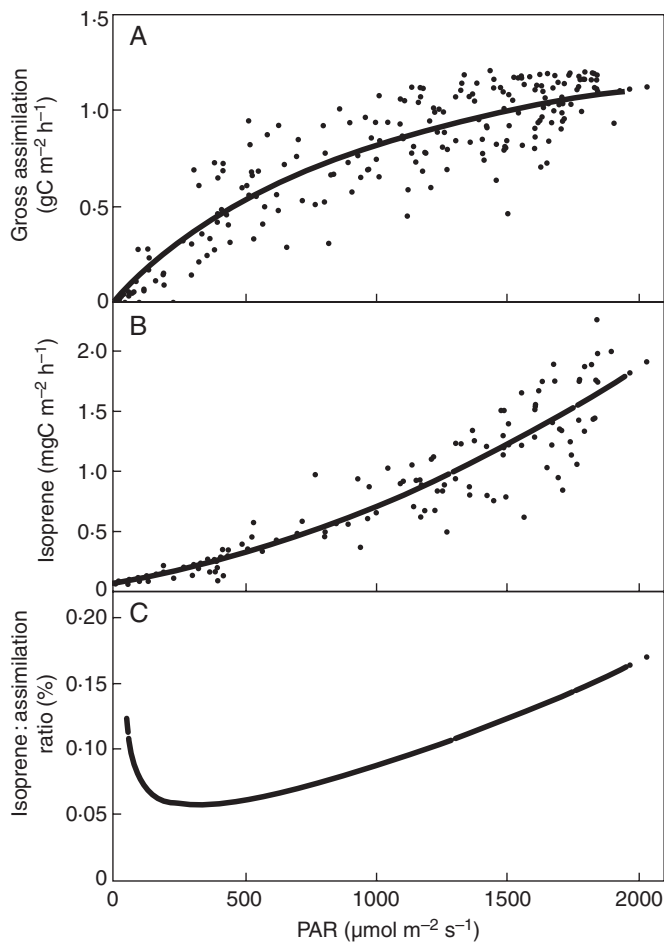 A
1·5
1·0
0·5
0
Gross assimilation
(gC m⁻² h⁻¹)
B
2·0
1·5
1·0
0·5
0
Isoprene (mgC m⁻² h⁻¹)
C
0·20
0·15
0·10
0·05
0
Isoprene : assimilation
ratio (%)
0 500 1000 1500 2000
PAR (μmol m⁻² s⁻¹)